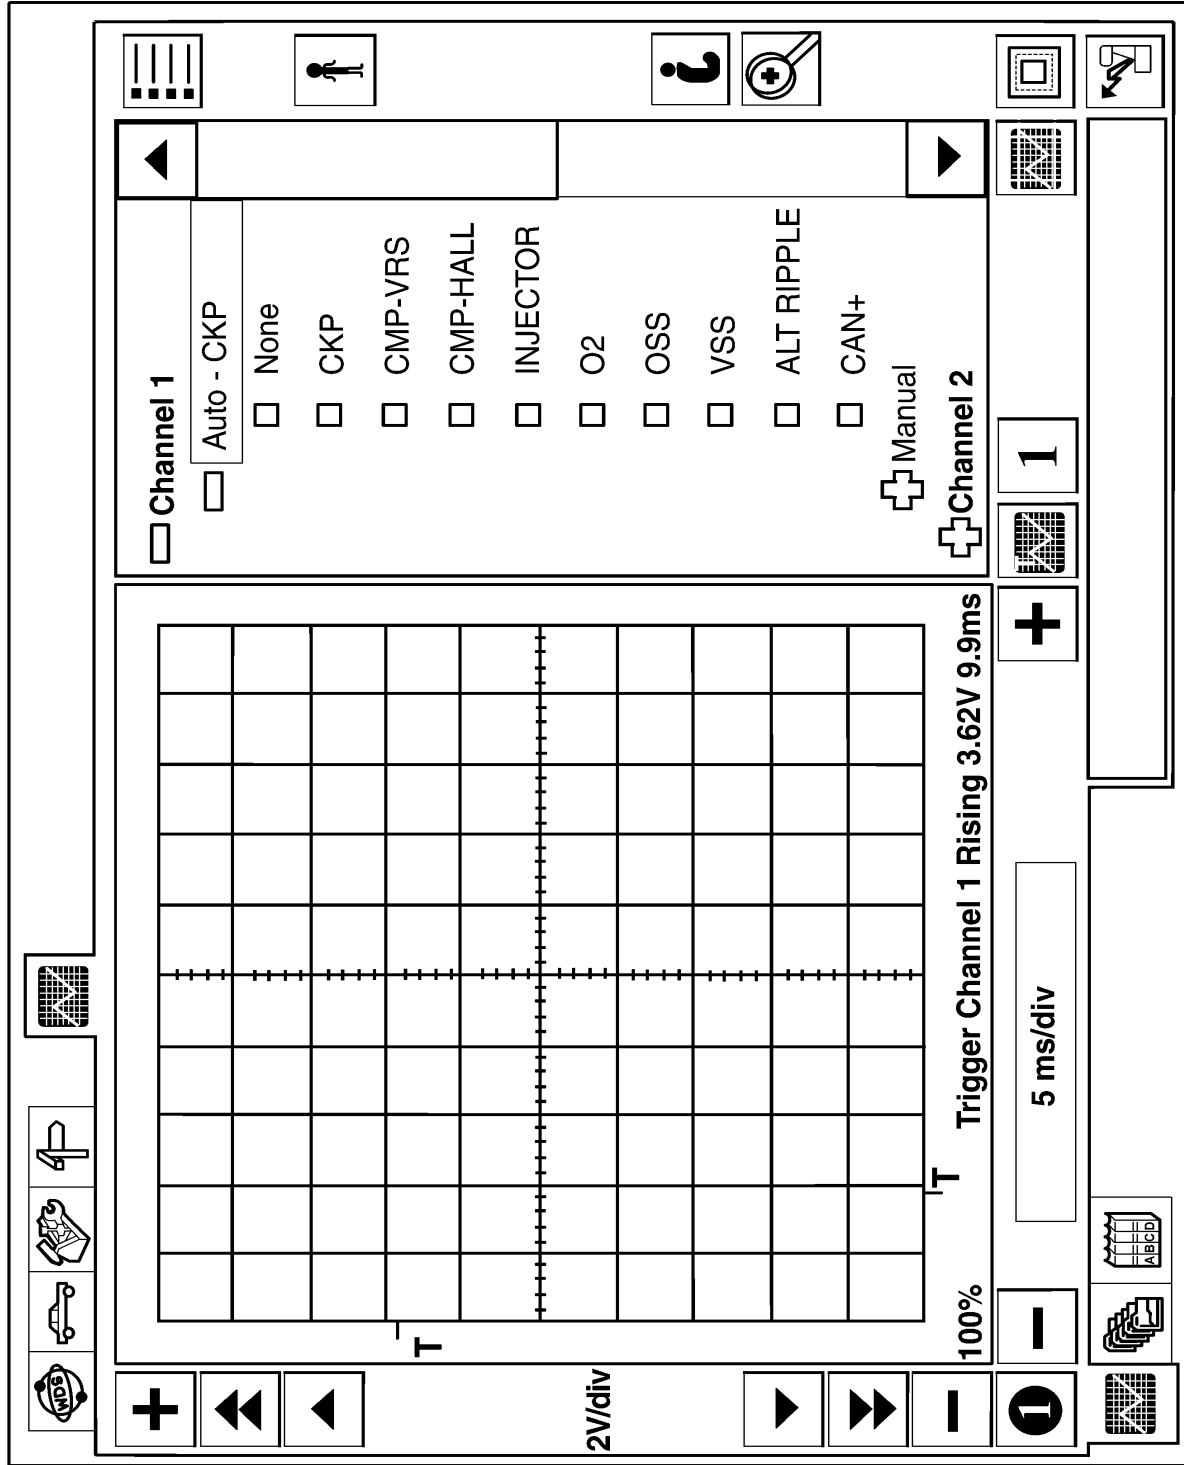 WDS
2V/div
T
100%
Trigger Channel 1 Rising 3.62V 9.9ms
T
Channel 1
Auto - CKP
None
CKP
CMP-VRS
CMP-HALL
INJECTOR
O2
OSS
VSS
ALT RIPPLE
CAN+
Manual
Channel 2
1
5 ms/div
T
1
A B C D